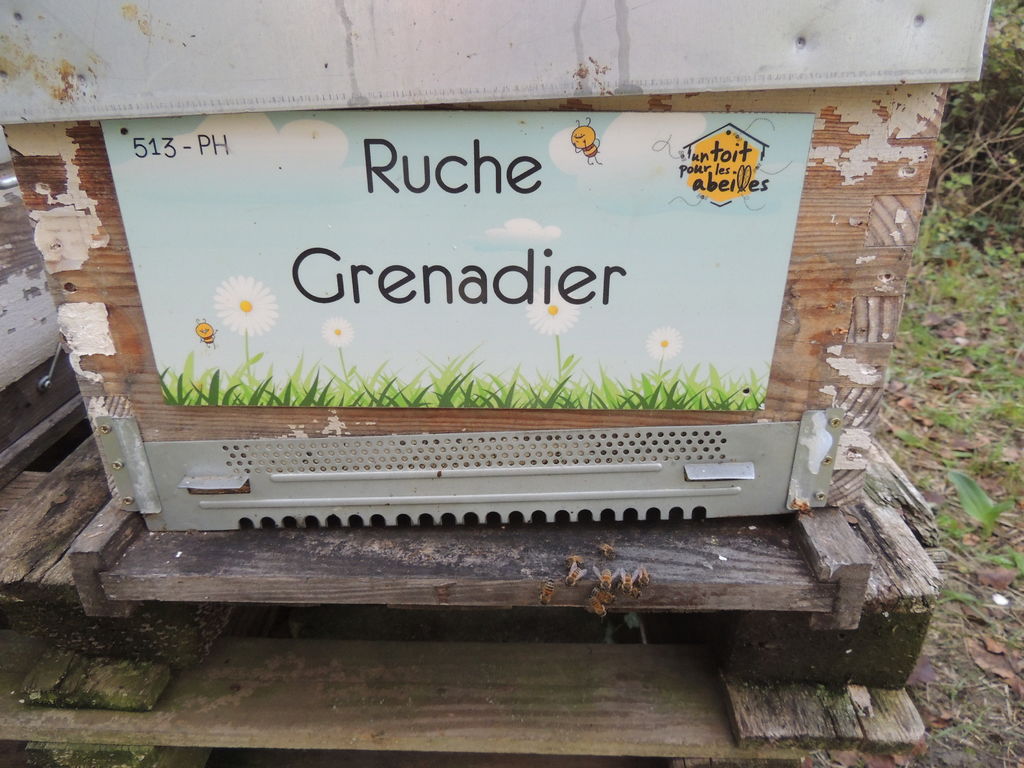 513-PH
Ruche
Grenadier
un toit
pour les
abeilles